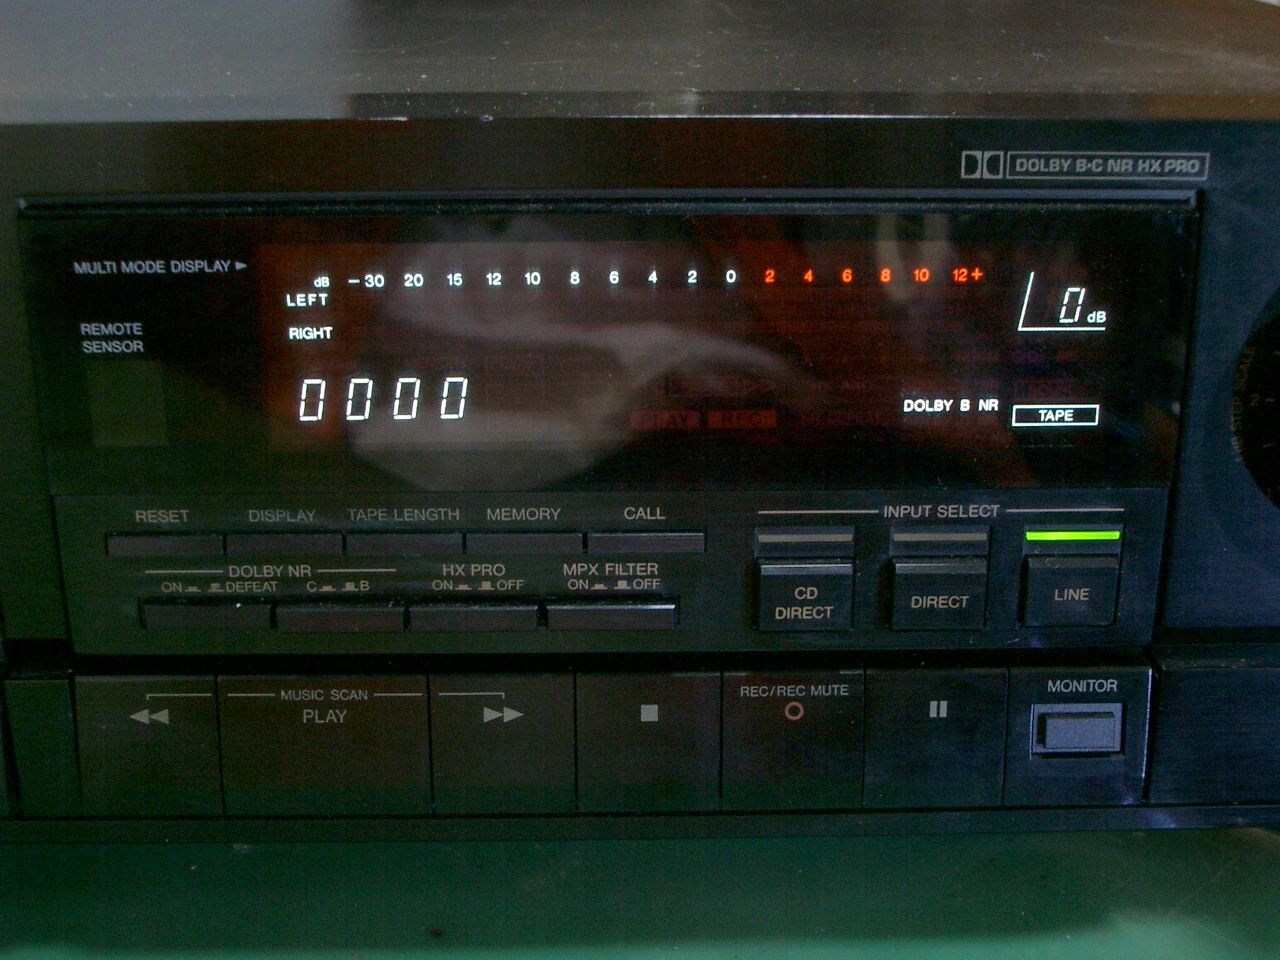 DOLBY B·C NR HX PRO
MULTI MODE DISPLAY
dB −30 20 15 12 10 8 6 4 2 0 2 4 6 8 10 12+
LEFT
0 dB
RIGHT
REMOTE
SENSOR
0000
DOLBY B NR TAPE
PLAY REC
RESET DISPLAY TAPE LENGTH MEMORY CALL
INPUT SELECT
DOLBY NR HX PRO MPX FILTER
ON DEFEAT C B ON OFF ON OFF
CD
DIRECT
DIRECT
LINE
MUSIC SCAN
PLAY
REC/REC MUTE
MONITOR